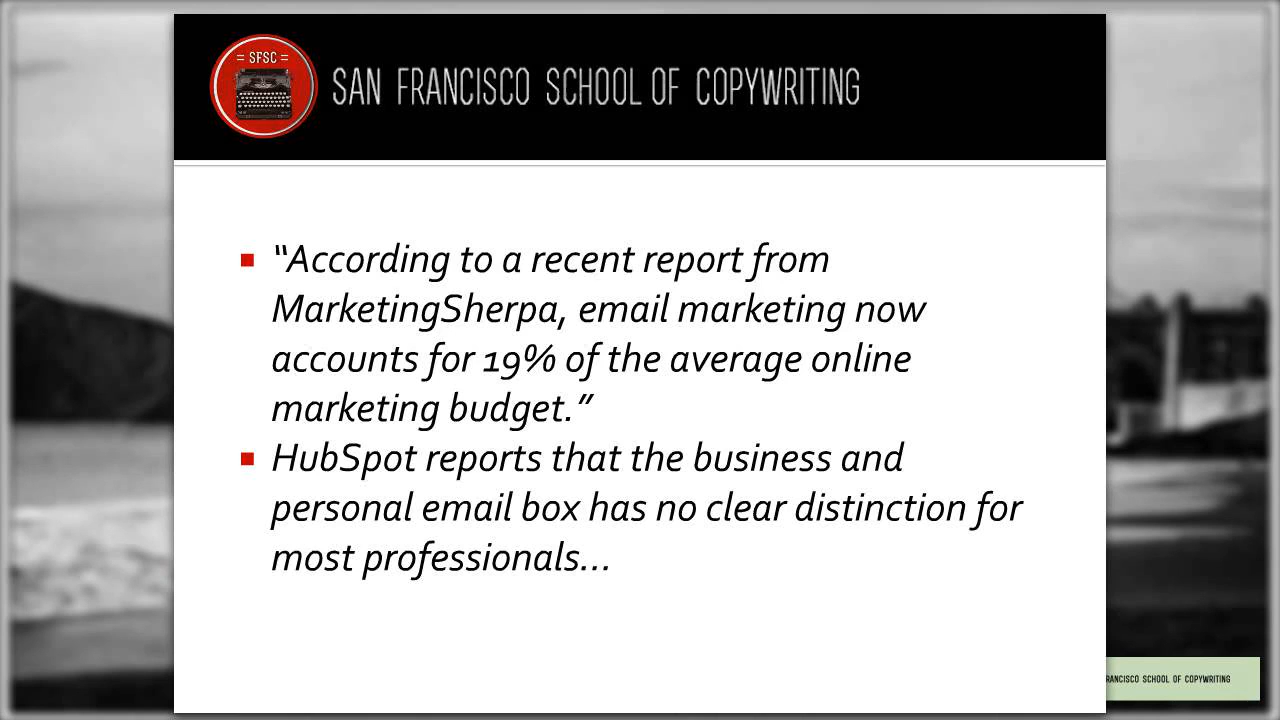 = SFSC =
SAN FRANCISCO SCHOOL OF COPYWRITING
“According to a recent report from
MarketingSherpa, email marketing now
accounts for 19% of the average online
marketing budget.”
HubSpot reports that the business and
personal email box has no clear distinction for
most professionals...
RANCISCO SCHOOL OF COPYWRITING